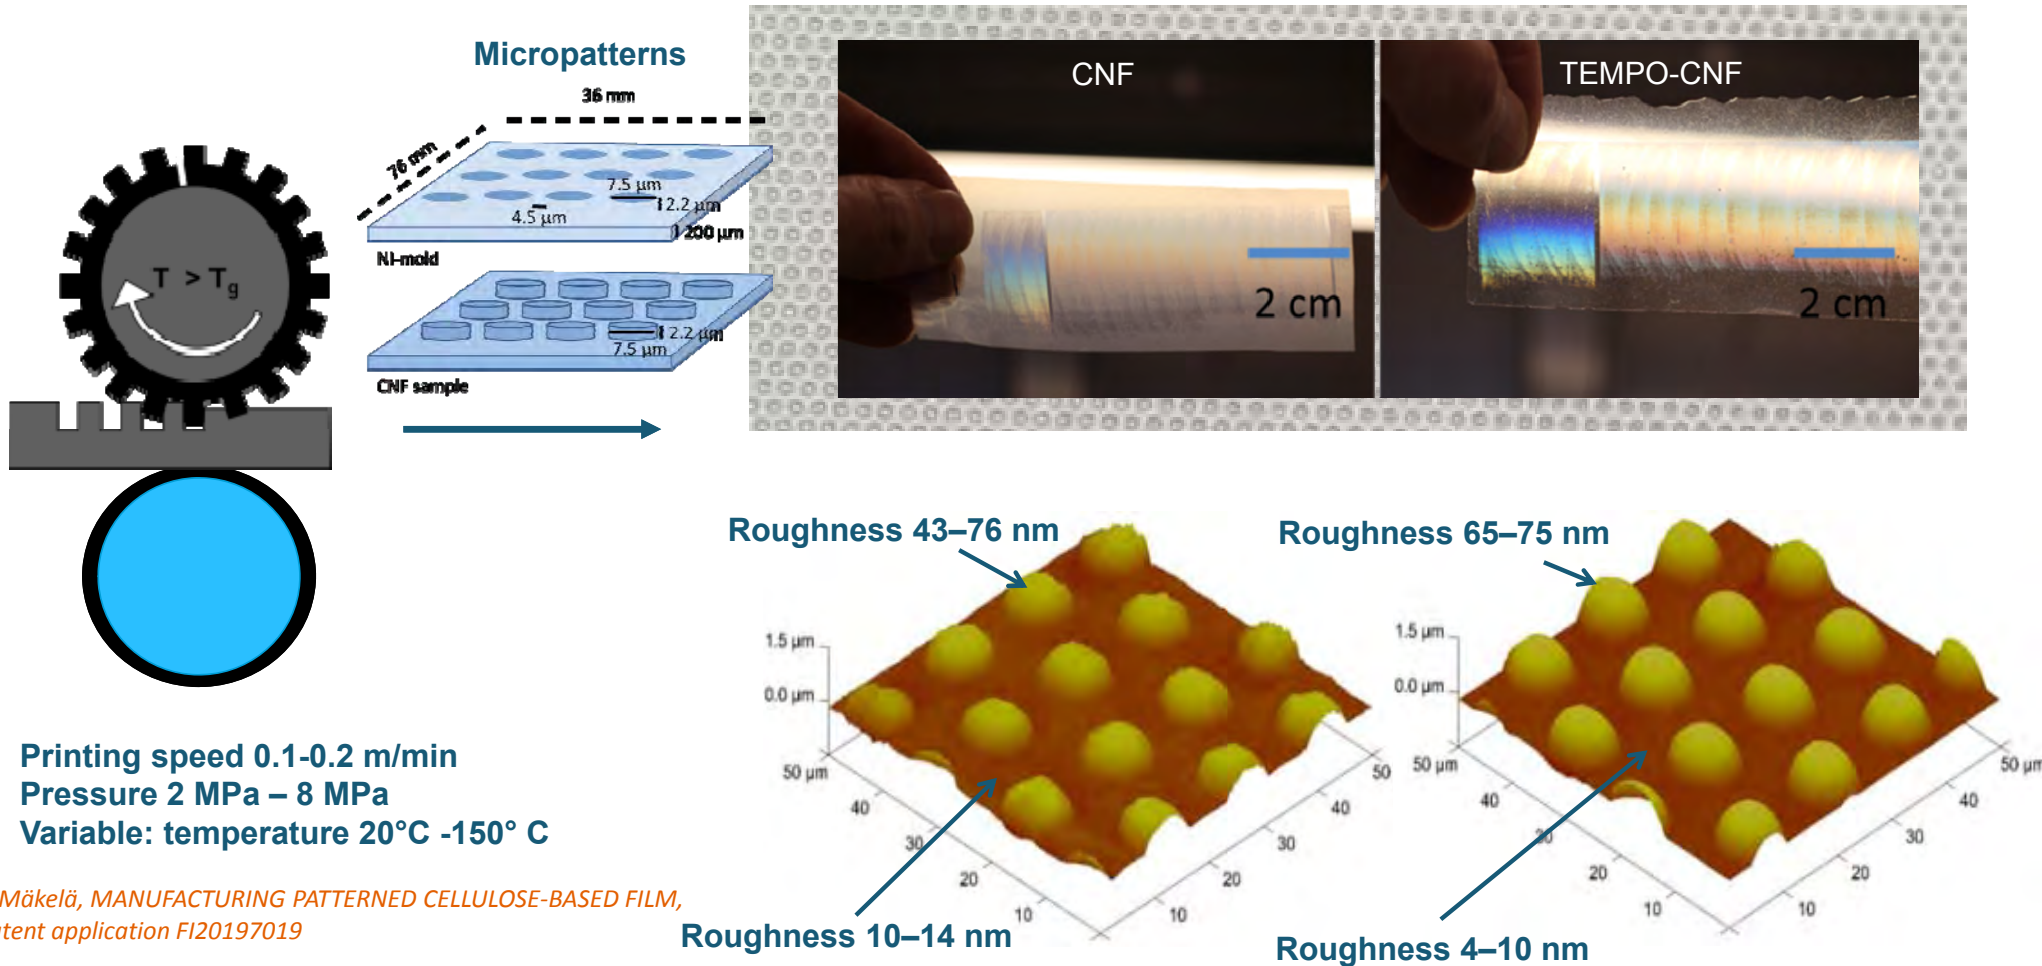 Micropatterns
36 mm
76 mm
7.5 µm
2.2 µm
4.5 µm
200 µm
Ni-mold
2.2 µm
7.5 µm
CNF sample
T > Tg
CNF
2 cm
TEMPO-CNF
2 cm
Printing speed 0.1-0.2 m/min
Pressure 2 MPa – 8 MPa
Variable: temperature 20°C -150° C
Mäkelä, MANUFACTURING PATTERNED CELLULOSE-BASED FILM,
tent application FI20197019
Roughness 43–76 nm
1.5 µm
0.0 µm
50 µm
40
30
20
10
10
20
30
40
50
Roughness 10–14 nm
Roughness 65–75 nm
1.5 µm
0.0 µm
50 µm
40
30
20
10
10
20
30
40
50 µm
Roughness 4–10 nm